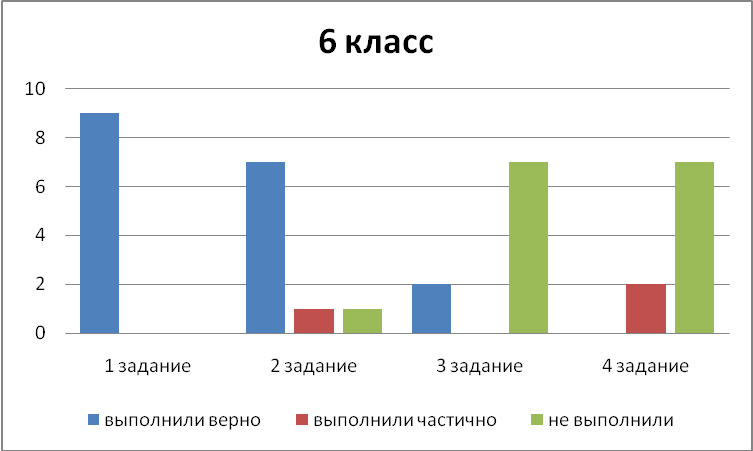 6 класс
10
8
6
4
2
0
1 задание 2 задание 3 задание 4 задание
выполнили верно выполнили частично не выполнили